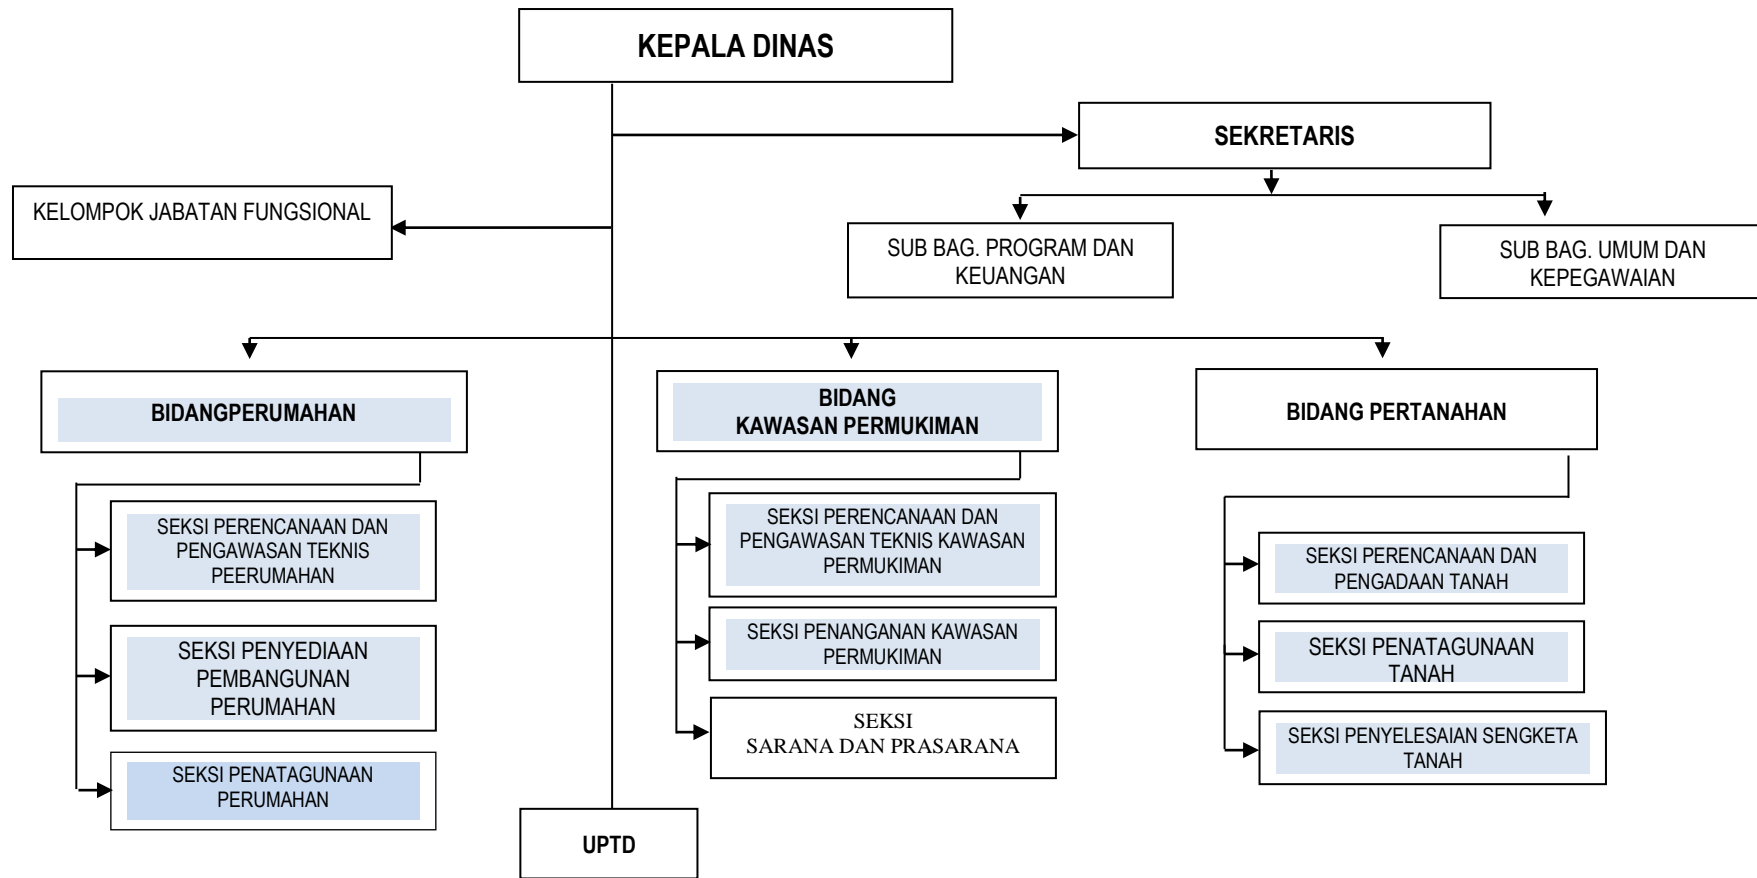 KEPALA DINAS
SEKRETARIS
KELOMPOK JABATAN FUNGSIONAL
SUB BAG. PROGRAM DAN
KEUANGAN
SUB BAG. UMUM DAN
KEPEGAWAIAN
BIDANGPERUMAHAN
BIDANG
KAWASAN PERMUKIMAN
BIDANG PERTANAHAN
SEKSI PERENCANAAN DAN
PENGAWASAN TEKNIS
PEERUMAHAN
SEKSI PENYEDIAAN
PEMBANGUNAN
PERUMAHAN
SEKSI PENATAGUNAAN
PERUMAHAN
SEKSI PERENCANAAN DAN
PENGAWASAN TEKNIS KAWASAN
PERMUKIMAN
SEKSI PENANGANAN KAWASAN
PERMUKIMAN
SEKSI
SARANA DAN PRASARANA
SEKSI PERENCANAAN DAN
PENGADAAN TANAH
SEKSI PENATAGUNAAN
TANAH
SEKSI PENYELESAIAN SENGKETA
TANAH
UPTD